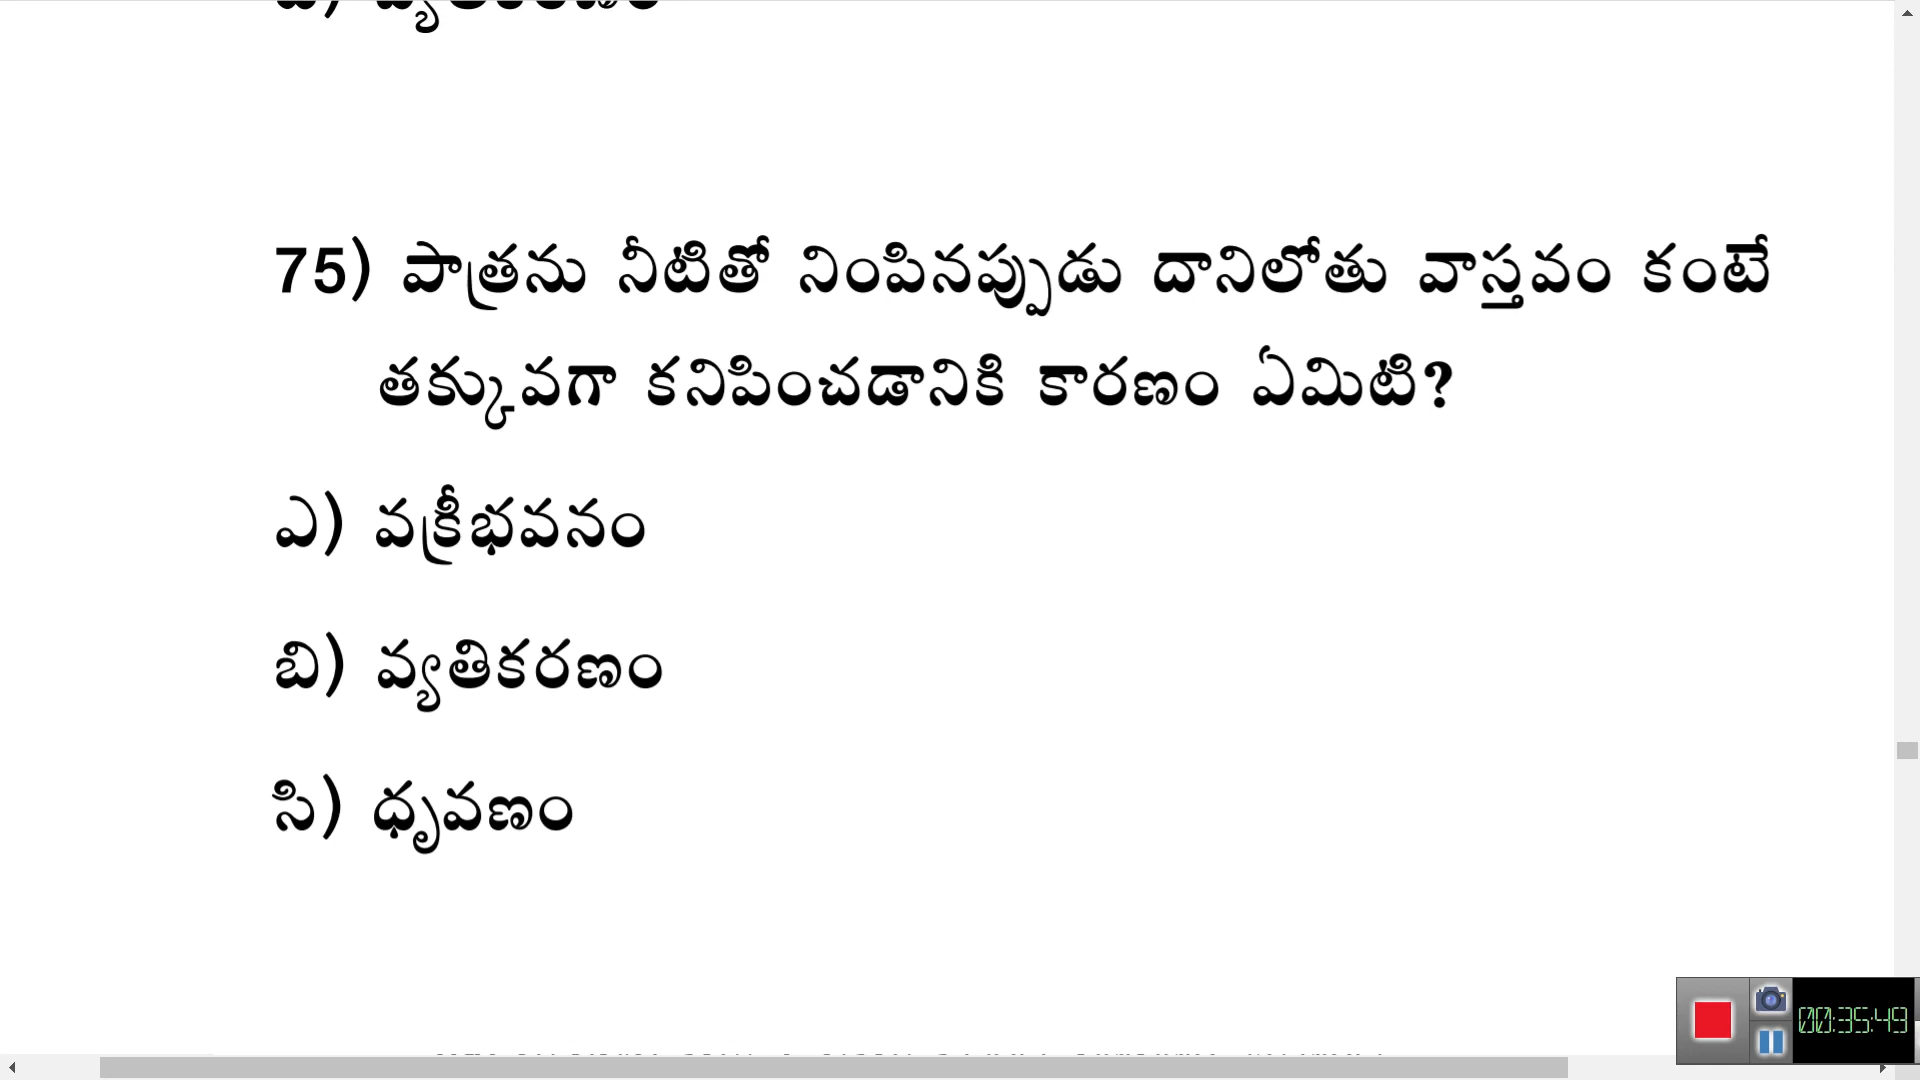 75) పాత్రను నీటితో నింపినప్పుడు దానిలోతు వాస్తవం కంటే
తక్కువగా కనిపించడానికి కారణం ఏమిటి?
ఎ) వక్రీభవనం
బి) వ్యతికరణం
సి) ధృవణం
00:35:49